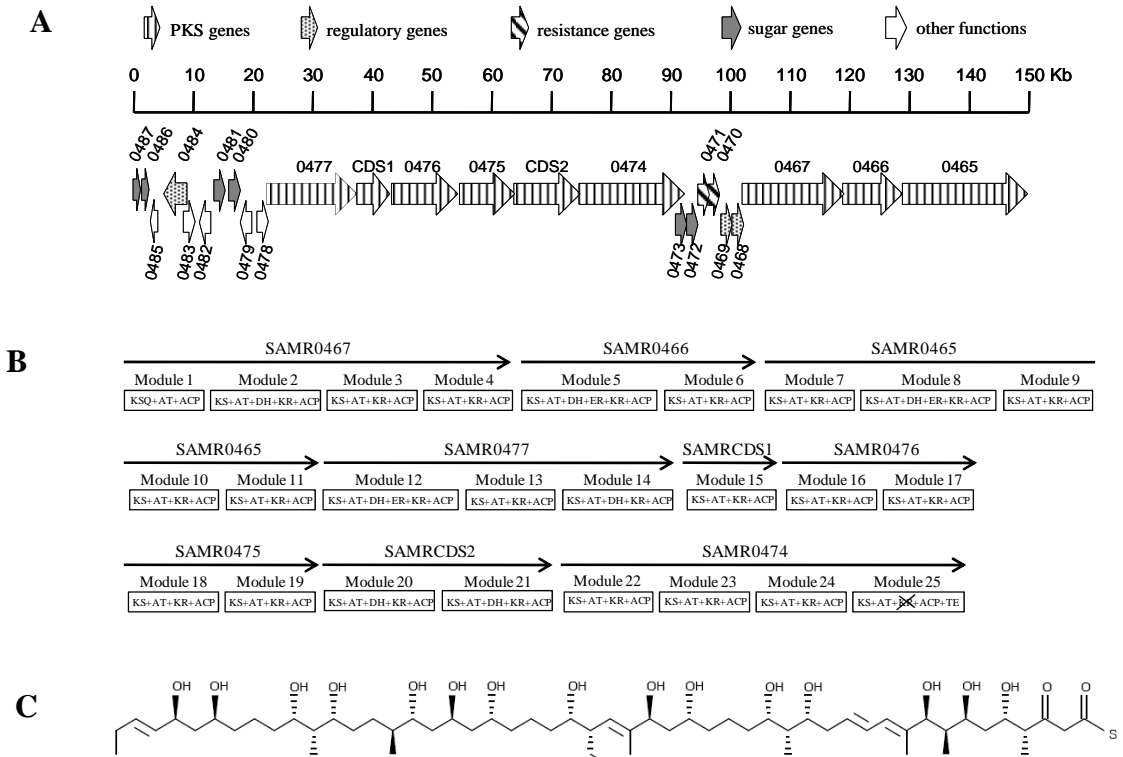 A
PKS genes regulatory genes resistance genes sugar genes other functions
0 10 20 30 40 50 60 70 80 90 100 110 120 130 140 150 Kb
0487 0486 0484 0481 0480 0471 0470
0477 CDS1 0476 0475 CDS2 0474 0467 0466 0465
0485 0483 0482 0479 0478 0473 0472 0469 0468
B
SAMR0467 SAMR0466 SAMR0465
Module 1 Module 2 Module 3 Module 4 Module 5 Module 6 Module 7 Module 8 Module 9
KSQ+AT+ACP KS+AT+DH+KR+ACP KS+AT+KR+ACP KS+AT+KR+ACP KS+AT+DH+ER+KR+ACP KS+AT+KR+ACP KS+AT+KR+ACP KS+AT+DH+ER+KR+ACP KS+AT+KR+ACP
SAMR0465 SAMR0477 SAMRCDS1 SAMR0476
Module 10 Module 11 Module 12 Module 13 Module 14 Module 15 Module 16 Module 17
KS+AT+KR+ACP KS+AT+KR+ACP KS+AT+DH+ER+KR+ACP KS+AT+KR+ACP KS+AT+DH+KR+ACP KS+AT+KR+ACP KS+AT+KR+ACP KS+AT+KR+ACP
SAMR0475 SAMRCDS2 SAMR0474
Module 18 Module 19 Module 20 Module 21 Module 22 Module 23 Module 24 Module 25
KS+AT+KR+ACP KS+AT+KR+ACP KS+AT+DH+KR+ACP KS+AT+DH+KR+ACP KS+AT+KR+ACP KS+AT+KR+ACP KS+AT+KR+ACP KS+AT+KR+ACP+TE
C
OH OH OH OH OH OH OH OH OH OH OH OH OH OH OH O O
S